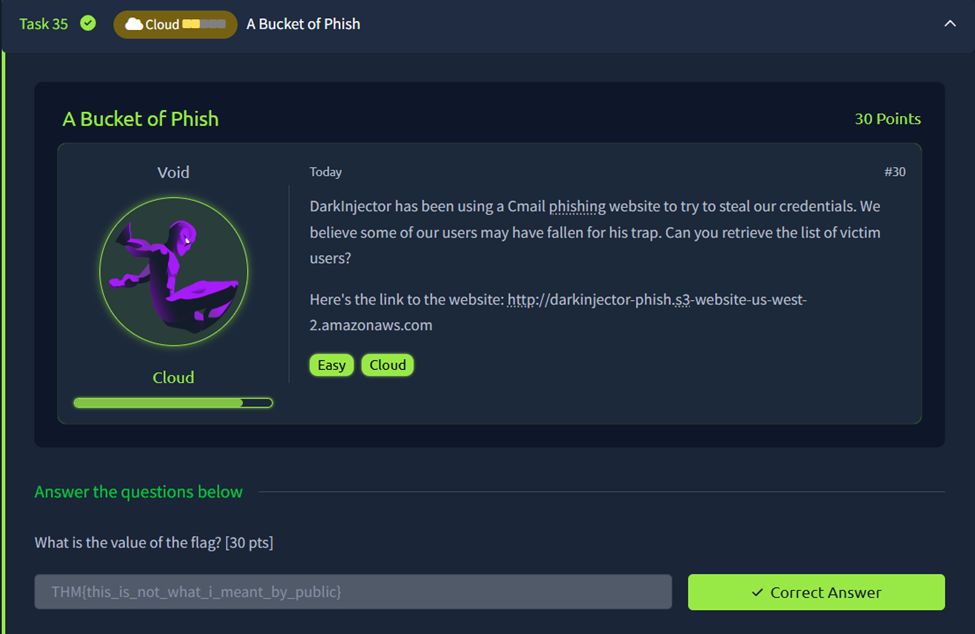 Task 35 Cloud A Bucket of Phish
A Bucket of Phish
30 Points
Void
Cloud
Today
#30
DarkInjector has been using a Cmail phishing website to try to steal our credentials. We
believe some of our users may have fallen for his trap. Can you retrieve the list of victim
users?
Here's the link to the website: http://darkinjector-phish.s3-website-us-west-
2.amazonaws.com
Easy Cloud
Answer the questions below
What is the value of the flag? [30 pts]
THM{this_is_not_what_i_meant_by_public}
Correct Answer